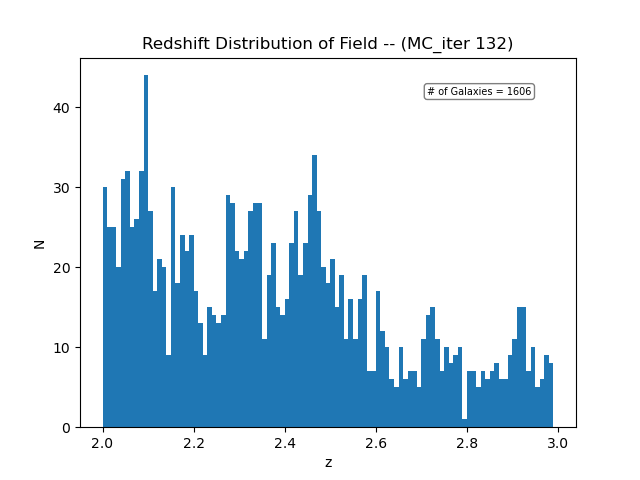 Redshift Distribution of Field -- (MC_iter 132)
# of Galaxies = 1606
40
30
20
10
0
N
2.0 2.2 2.4 2.6 2.8 3.0
z